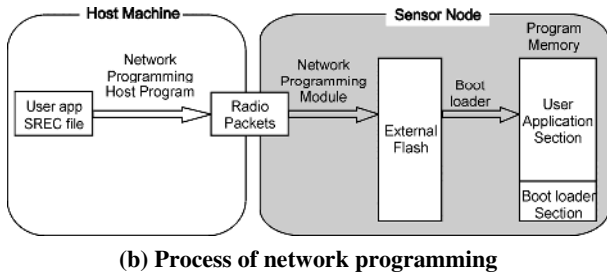 Host Machine
Sensor Node
Network
Programming
Host Program
User app
SREC file
Radio
Packets
Network
Programming
Module
External
Flash
Boot
loader
Program
Memory
User
Application
Section
Boot loader
Section
(b) Process of network programming